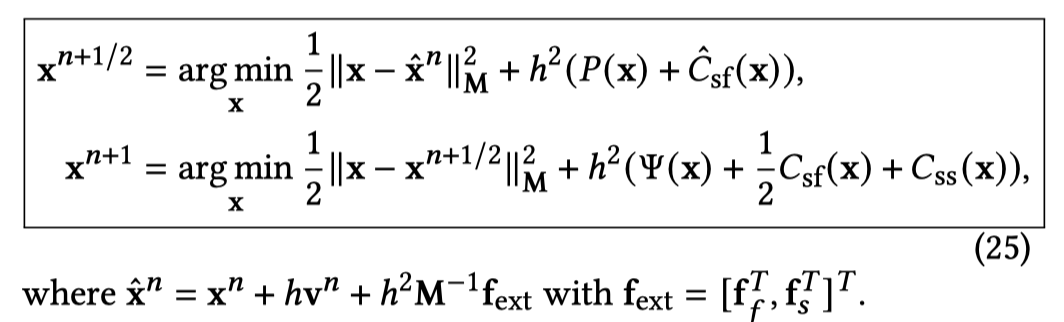 x^{n+1/2} = arg min_x 1/2 ‖x − x̂^n‖²_M + h²(P(x) + Ĉ_sf(x)),
x^{n+1} = arg min_x 1/2 ‖x − x^{n+1/2}‖²_M + h²(Ψ(x) + 1/2 C_sf(x) + C_ss(x)),
(25)
where x̂^n = x^n + hv^n + h²M^{−1}f_ext with f_ext = [f_f^T, f_s^T]^T.